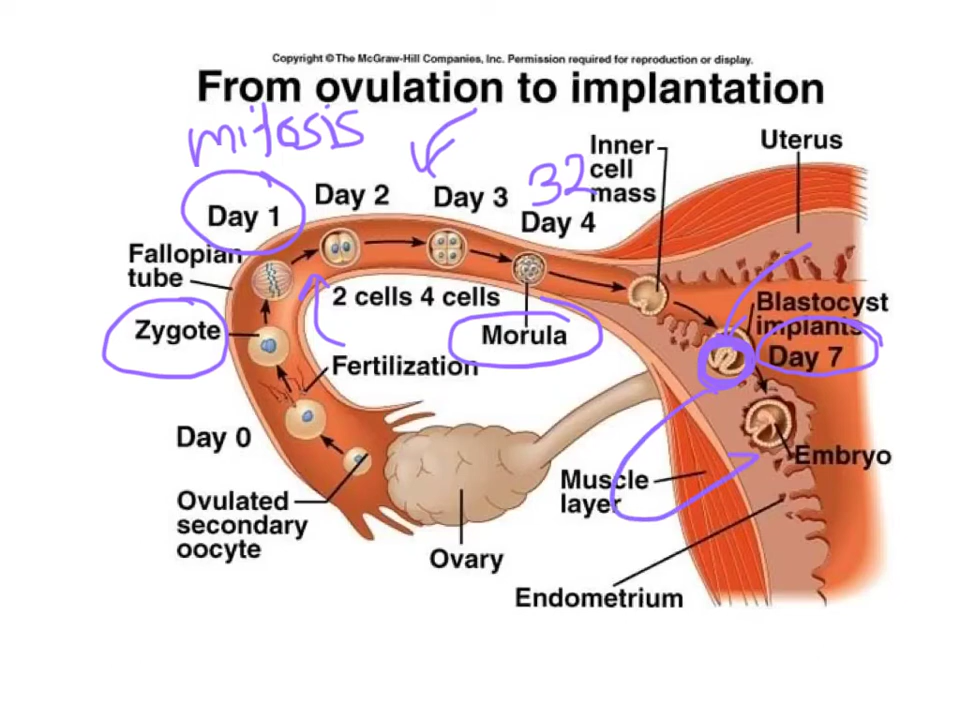 Copyright © The McGraw-Hill Companies, Inc. Permission required for reproduction or display.
From ovulation to implantation
mitosis
Day 1
Day 2
Day 3
32
Day 4
Inner
cell
mass
Uterus
Fallopian
tube
2 cells 4 cells
Zygote
Morula
Fertilization
Blastocyst
implants
Day 7
Day 0
Embryo
Muscle
layer
Ovulated
secondary
oocyte
Ovary
Endometrium